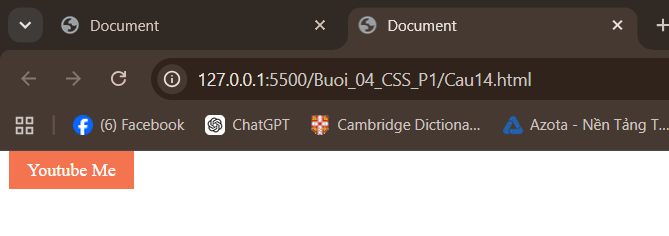 Document
Document
127.0.0.1:5500/Buoi_04_CSS_P1/Cau14.html
(6) Facebook ChatGPT Cambridge Dictiona... Azota - Nền Tảng T...
Youtube Me